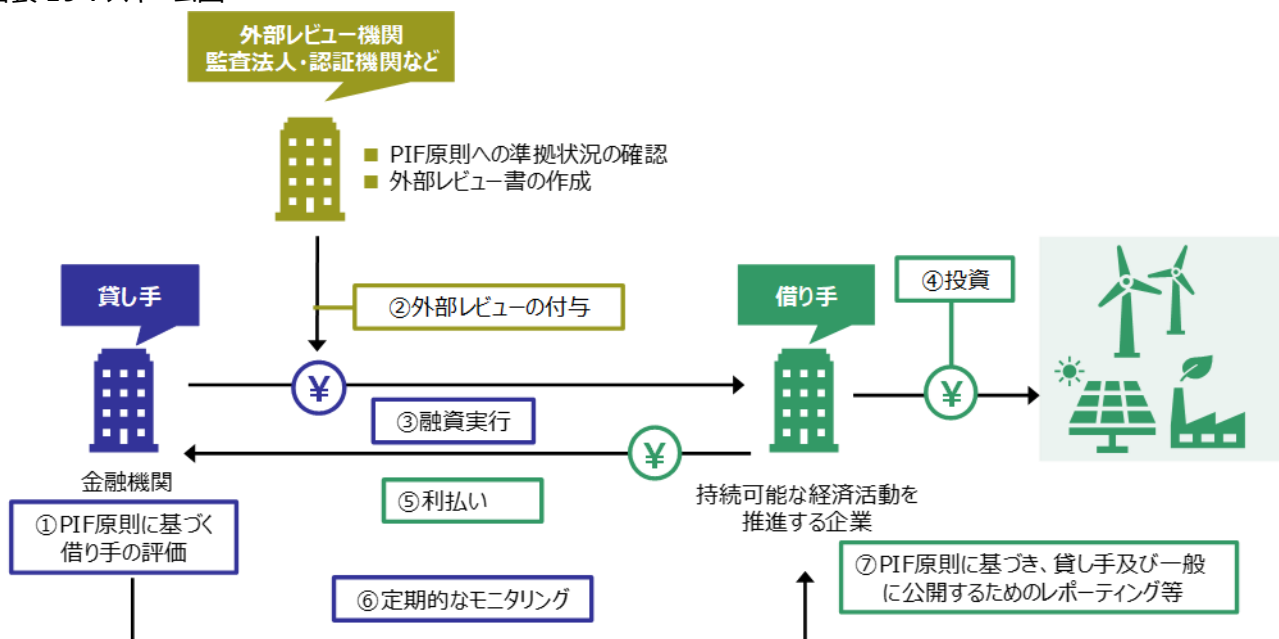 外部レビュー機関
監査法人・認証機関など
■ PIF原則への準拠状況の確認
■ 外部レビュー書の作成
貸し手
②外部レビューの付与
借り手
④投資
¥
¥
③融資実行
¥
金融機関
⑤利払い
持続可能な経済活動を
推進する企業
①PIF原則に基づく
借り手の評価
⑥定期的なモニタリング
⑦PIF原則に基づき、貸し手及び一般
に公開するためのレポーティング等